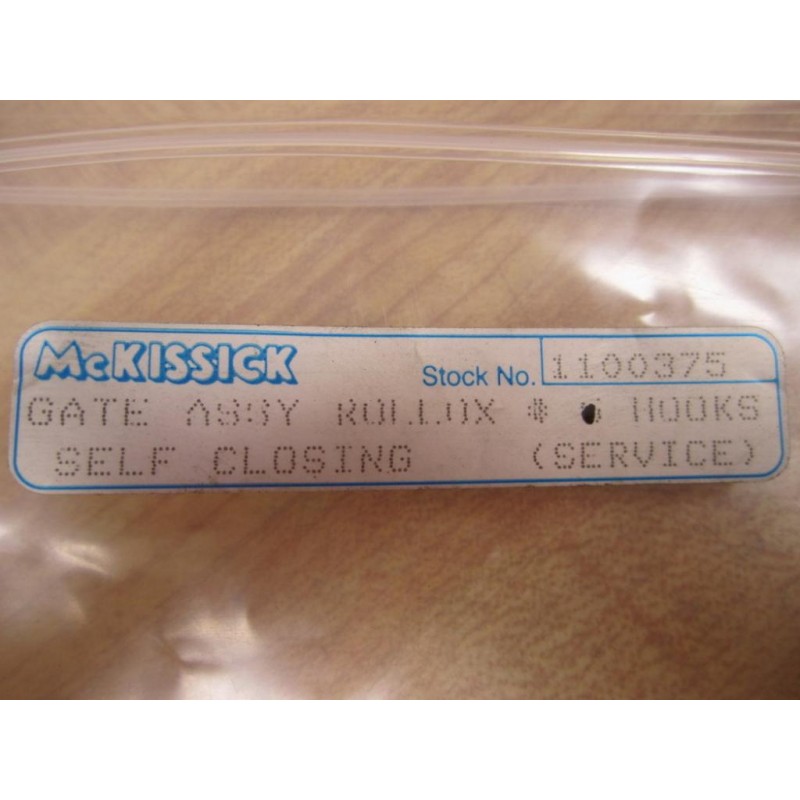 McKISSICK
Stock No. 1100375
GATE ASSY ROLLOX # HOOKS
SELF CLOSING (SERVICE)